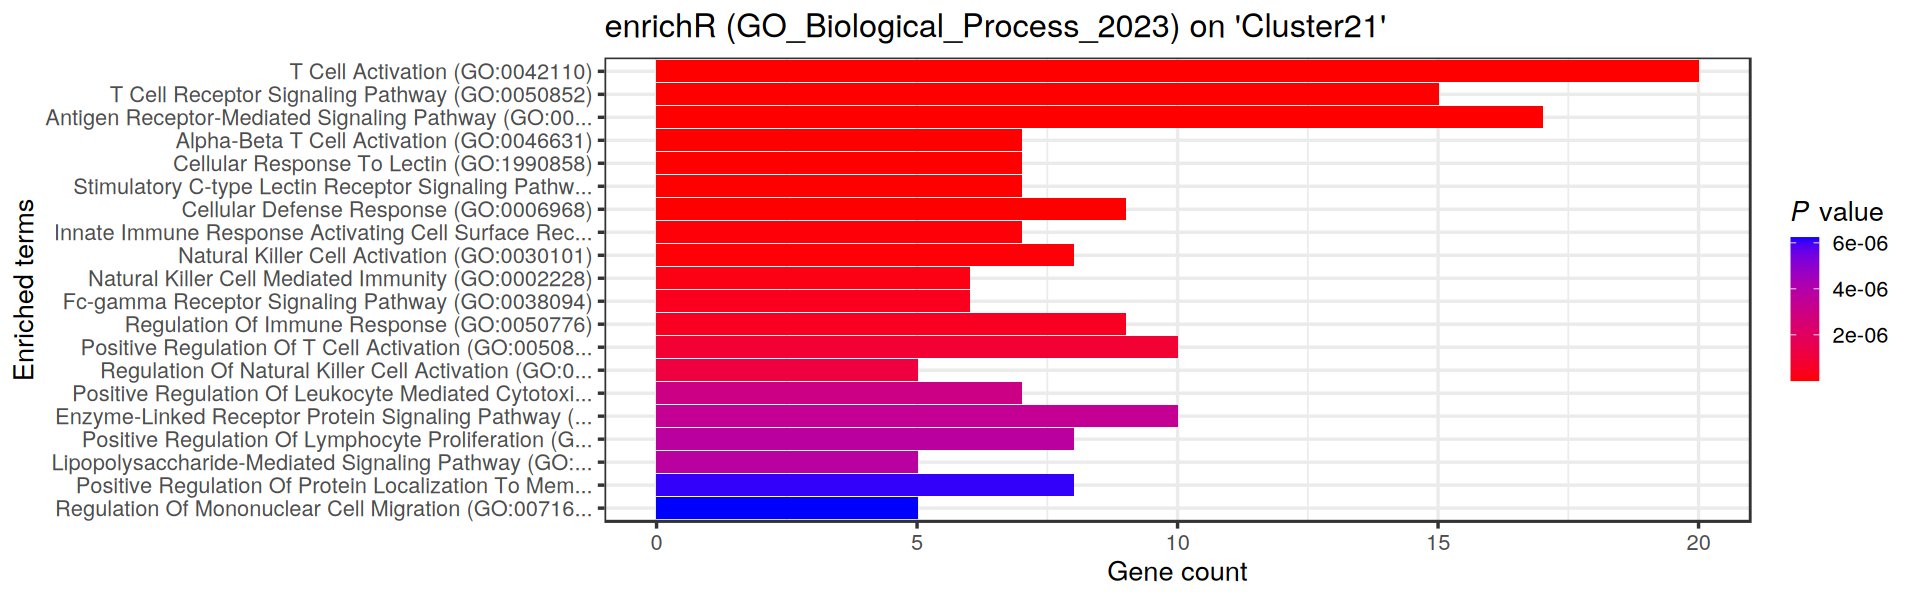 enrichR (GO_Biological_Process_2023) on 'Cluster21'
Enriched terms
T Cell Activation (GO:0042110)
T Cell Receptor Signaling Pathway (GO:0050852)
Antigen Receptor-Mediated Signaling Pathway (GO:00...
Alpha-Beta T Cell Activation (GO:0046631)
Cellular Response To Lectin (GO:1990858)
Stimulatory C-type Lectin Receptor Signaling Pathw...
Cellular Defense Response (GO:0006968)
Innate Immune Response Activating Cell Surface Rec...
Natural Killer Cell Activation (GO:0030101)
Natural Killer Cell Mediated Immunity (GO:0002228)
Fc-gamma Receptor Signaling Pathway (GO:0038094)
Regulation Of Immune Response (GO:0050776)
Positive Regulation Of T Cell Activation (GO:00508...
Regulation Of Natural Killer Cell Activation (GO:0...
Positive Regulation Of Leukocyte Mediated Cytotoxi...
Enzyme-Linked Receptor Protein Signaling Pathway (...
Positive Regulation Of Lymphocyte Proliferation (G...
Lipopolysaccharide-Mediated Signaling Pathway (GO:...
Positive Regulation Of Protein Localization To Mem...
Regulation Of Mononuclear Cell Migration (GO:00716...
0 5 10 15 20
Gene count
P value
6e-06
4e-06
2e-06